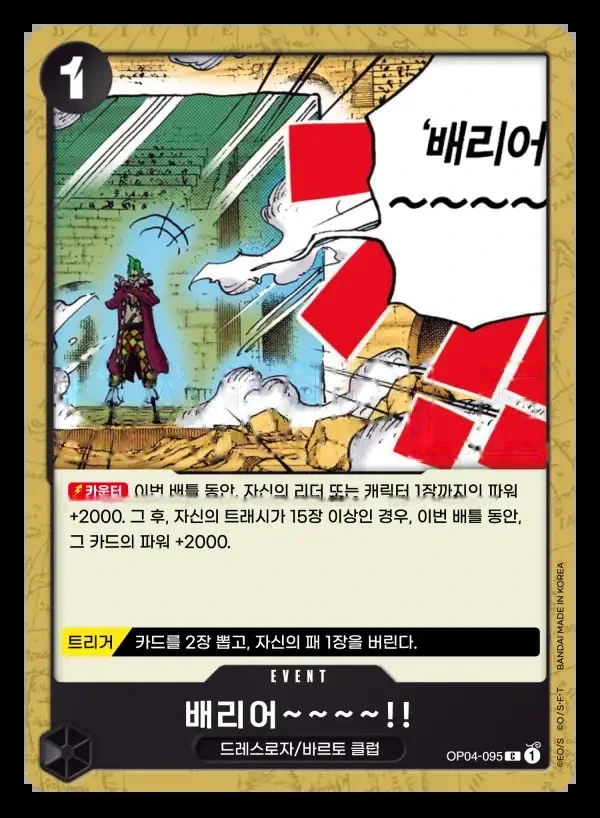 1
'배리어
~~~~
카운터 이번 배틀 동안, 자신의 리더 또는 캐릭터 1장까지의 파워
+2000. 그 후, 자신의 트래시가 15장 이상인 경우, 이번 배틀 동안,
그 카드의 파워 +2000.
트리거 카드를 2장 뽑고, 자신의 패 1장을 버린다.
EVENT
배리어~~~~!!
드레스로자/바르토 클럽
OP04-095 C 1
©EO/S ©O/S·F·T BANDAI MADE IN KOREA